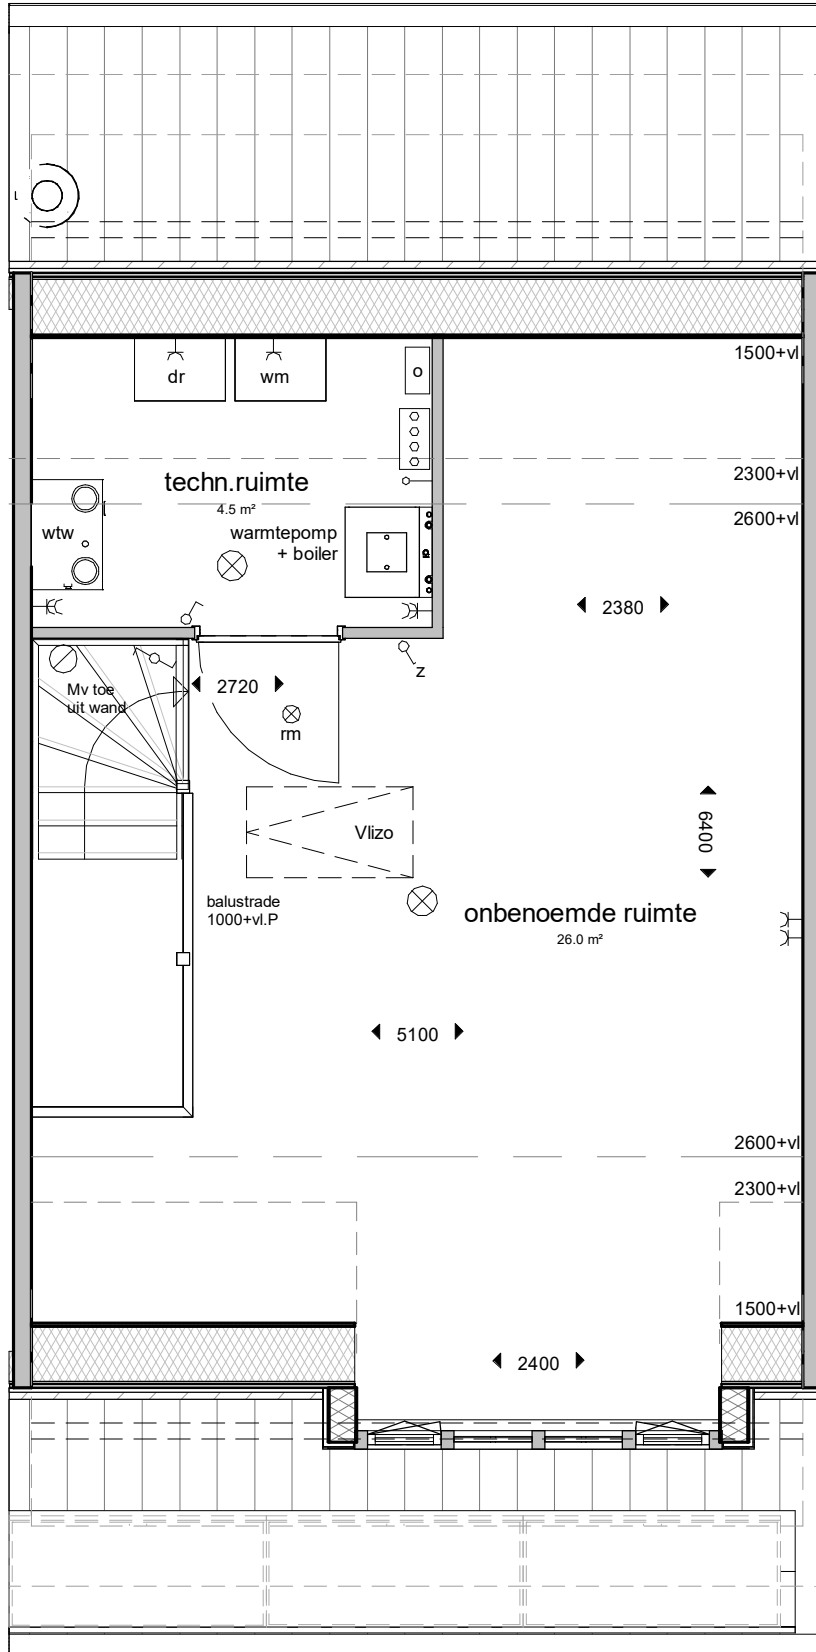 1500+vl
dr
wm
o
2300+vl
techn.ruimte
4.5 m²
2600+vl
wtw
warmtepomp
+ boiler
2380
z
Mv toe
uit wand
2720
rm
Vlizo
6400
balustrade
1000+vl.P
onbenoemde ruimte
26.0 m²
5100
2600+vl
2300+vl
1500+vl
2400